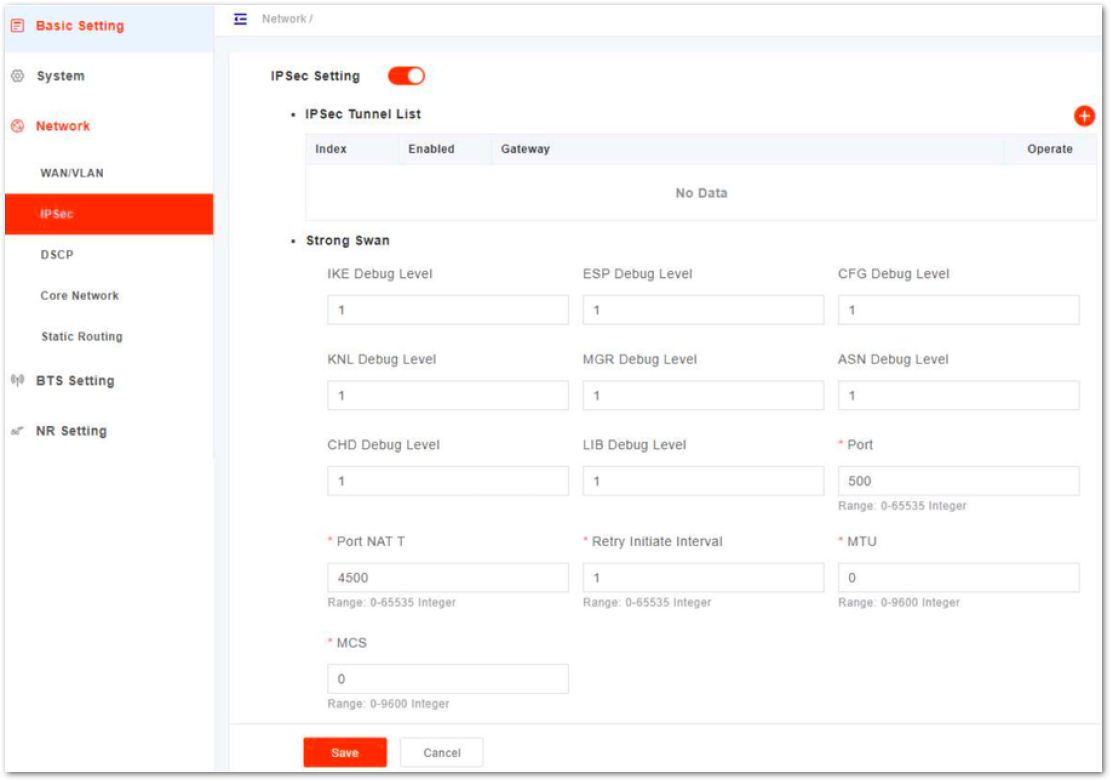 Basic Setting
System
Network
WAN/VLAN
IPSec
DSCP
Core Network
Static Routing
BTS Setting
NR Setting
Network /
IPSec Setting
• IPSec Tunnel List
Index Enabled Gateway Operate
No Data
• Strong Swan
IKE Debug Level ESP Debug Level CFG Debug Level
1 1 1
KNL Debug Level MGR Debug Level ASN Debug Level
1 1 1
CHD Debug Level LIB Debug Level * Port
1 1 500
Range: 0-65535 Integer
* Port NAT T * Retry Initiate Interval * MTU
4500 1 0
Range: 0-65535 Integer Range: 0-65535 Integer Range: 0-9600 Integer
* MCS
0
Range: 0-9600 Integer
Save Cancel